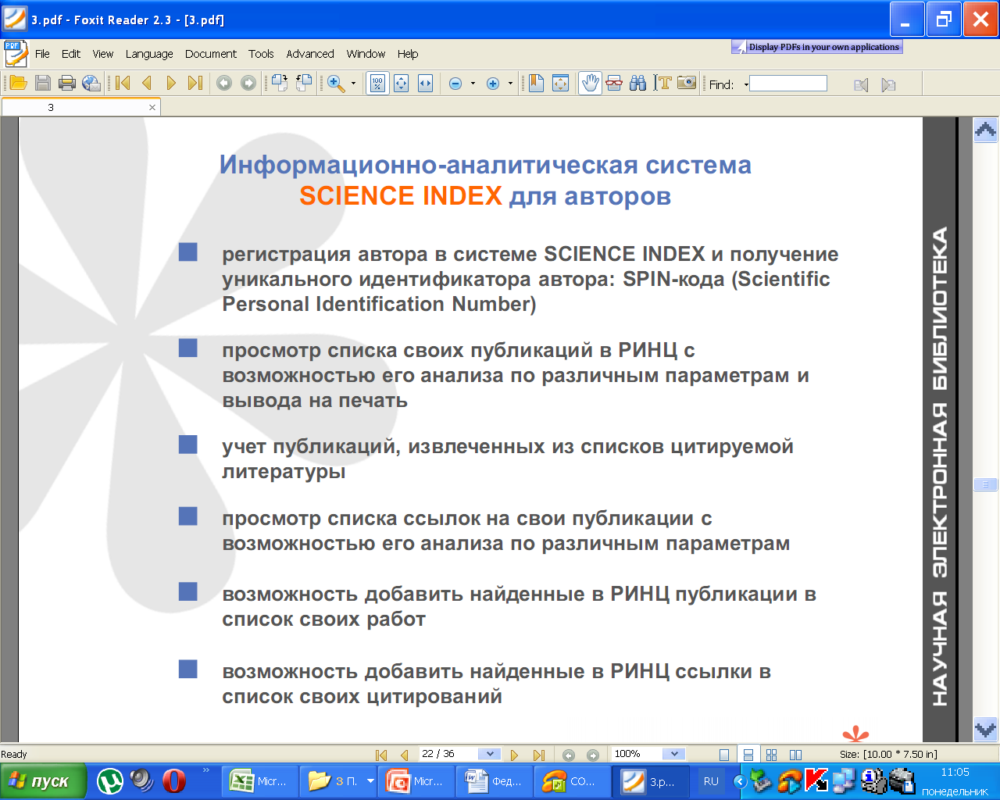 3.pdf - Foxit Reader 2.3 - [3.pdf]
File Edit View Language Document Tools Advanced Window Help
Display PDFs in your own applications
Find:
3
Информационно-аналитическая система
SCIENCE INDEX для авторов
регистрация автора в системе SCIENCE INDEX и получение
уникального идентификатора автора: SPIN-кода (Scientific
Personal Identification Number)
просмотр списка своих публикаций в РИНЦ с
возможностью его анализа по различным параметрам и
вывода на печать
учет публикаций, извлеченных из списков цитируемой
литературы
просмотр списка ссылок на свои публикации с
возможностью его анализа по различным параметрам
возможность добавить найденные в РИНЦ публикации в
список своих работ
возможность добавить найденные в РИНЦ ссылки в
список своих цитирований
НАУЧНАЯ ЭЛЕКТРОННАЯ БИБЛИОТЕКА
Ready
22 / 36
100%
Size: [10.00 * 7.50 in]
пуск
Micr...
3 П.
Micr...
Фед...
CO...
3.p...
RU
11:05
понедельник